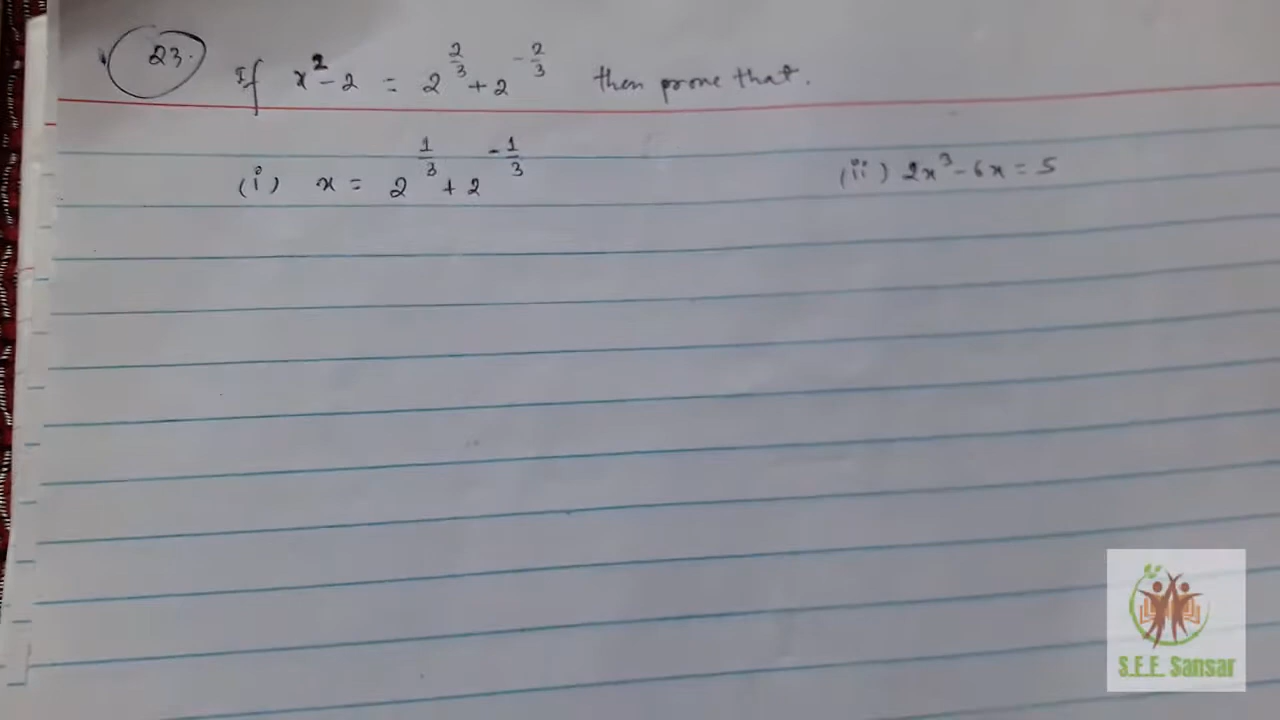 23. If x² - 2 = 2^{2/3} + 2^{-2/3} then prove that.
(i) x = 2^{1/3} + 2^{-1/3} (ii) 2x³ - 6x = 5
S.E.E. Sansar